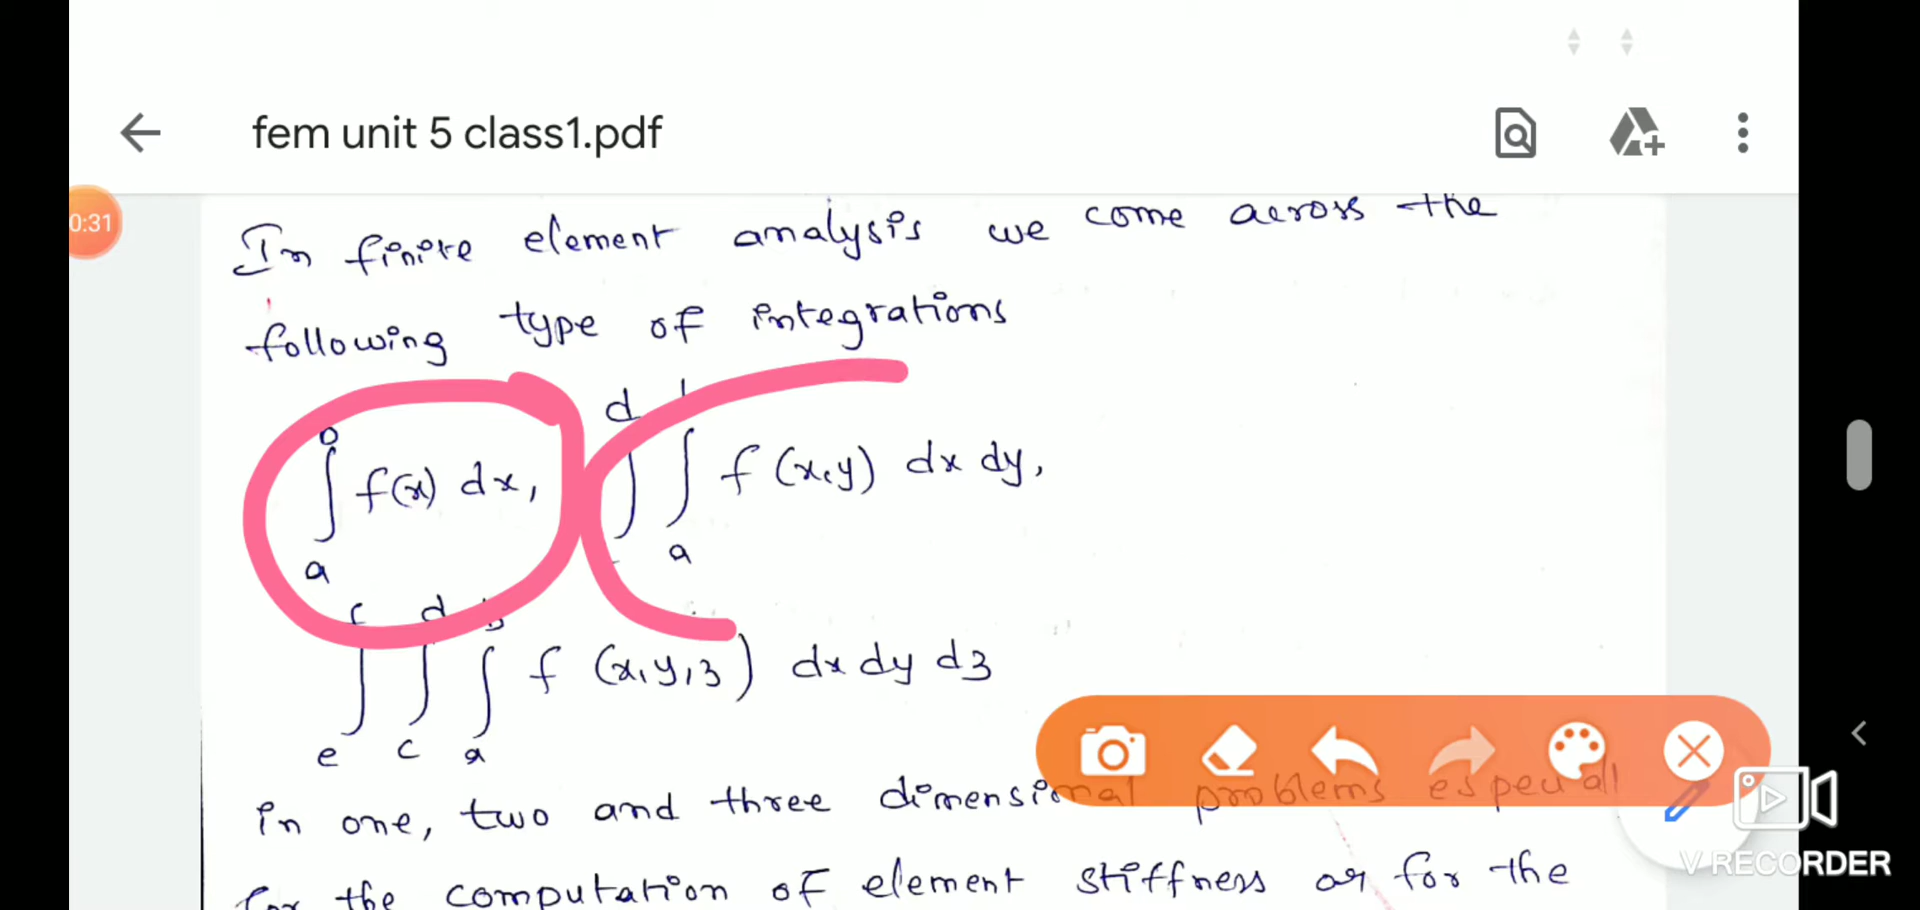 fem unit 5 class1.pdf
0:31
In finite element analysis we come across the
following type of integrations
∫ₐᵇ f(x) dx, ∫ ∫ₐ f(x,y) dx dy,
∫ₑ ∫꜀ᵈ ∫ₐᵇ f(x,y,z) dx dy dz
in one, two and three dimensional problems
for the computation of element stiffness or for the
V RECORDER